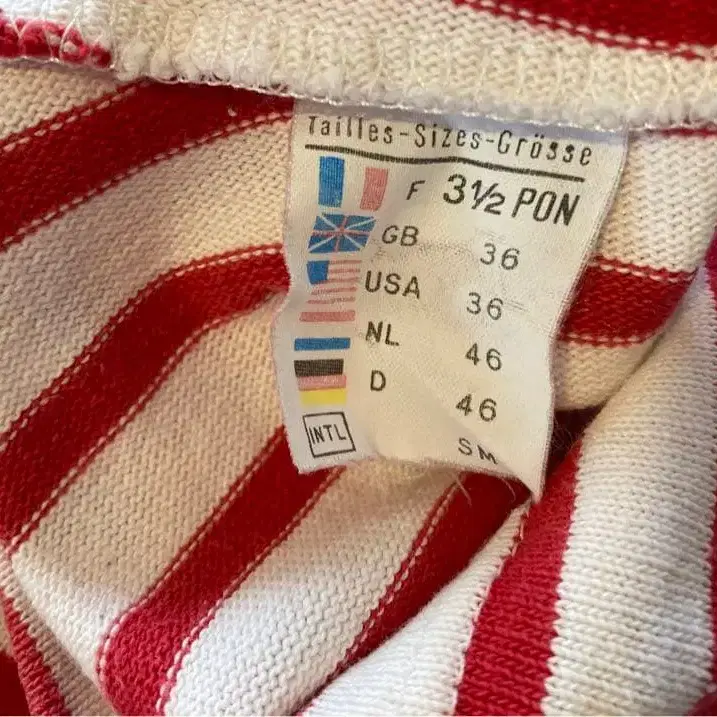 Tailles-Sizes-Grösse
F 3½ PON
GB 36
USA 36
NL 46
D 46
INTL SM